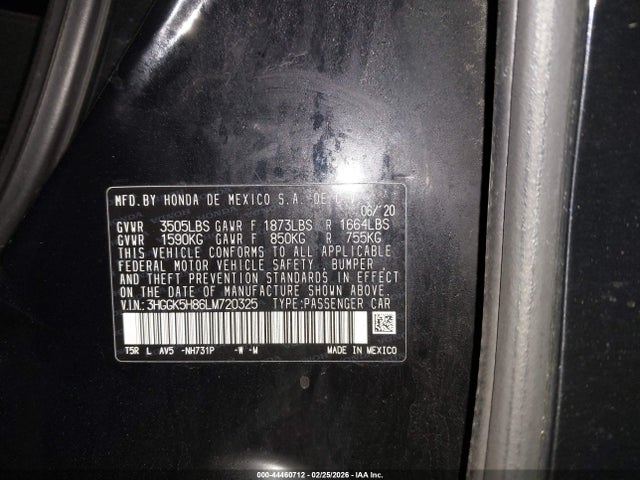 MFD.BY HONDA DE MEXICO S.A. DE C.V.
06/'20
GVWR 3505LBS GAWR F 1873LBS R 1664LBS
GVWR 1590KG GAWR F 850KG R 755KG
THIS VEHICLE CONFORMS TO ALL APPLICABLE
FEDERAL MOTOR VEHICLE SAFETY, BUMPER
AND THEFT PREVENTION STANDARDS IN EFFECT
ON THE DATE OF MANUFACTURE SHOWN ABOVE.
V.I.N.:3HGGK5H86LM720325 TYPE:PASSENGER CAR
T5R L AV5 -NH731P -W -M MADE IN MEXICO
000-44460712 - 02/25/2026 - IAA Inc.